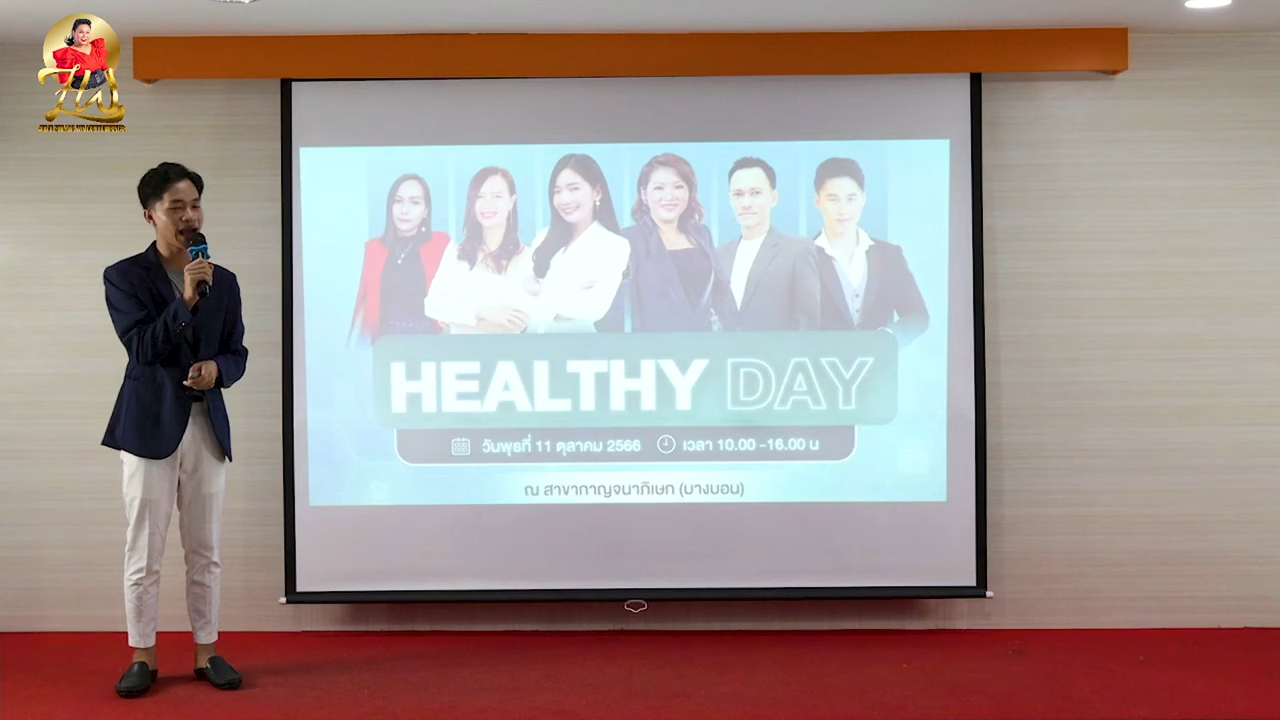 HEALTHY DAY
วันพุธที่ 11 ตุลาคม 2566 เวลา 10.00 -16.00 น
ณ สาขากาญจนาภิเษก (บางบอน)